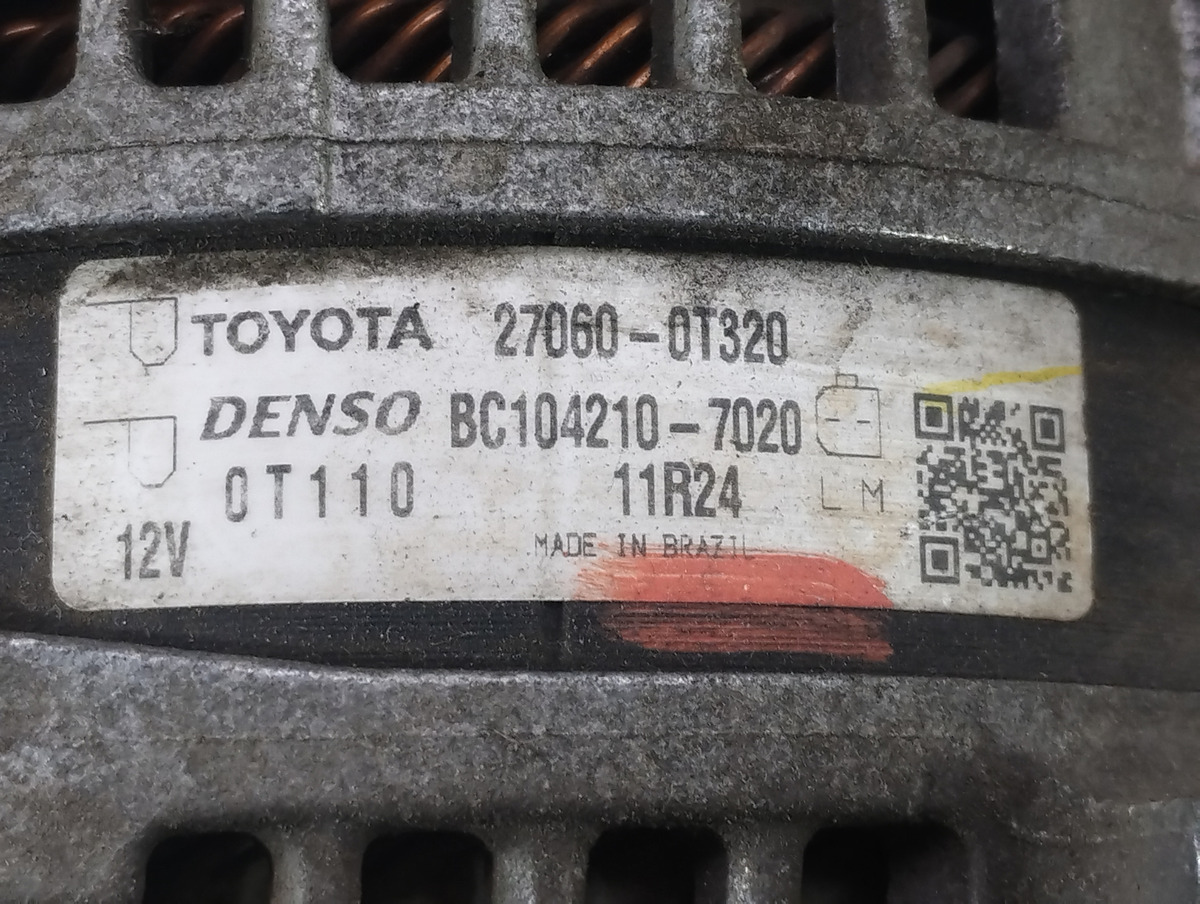 TOYOTA 27060-0T320
DENSO BC104210-7020
0T110 11R24 L M
12V MADE IN BRAZIL